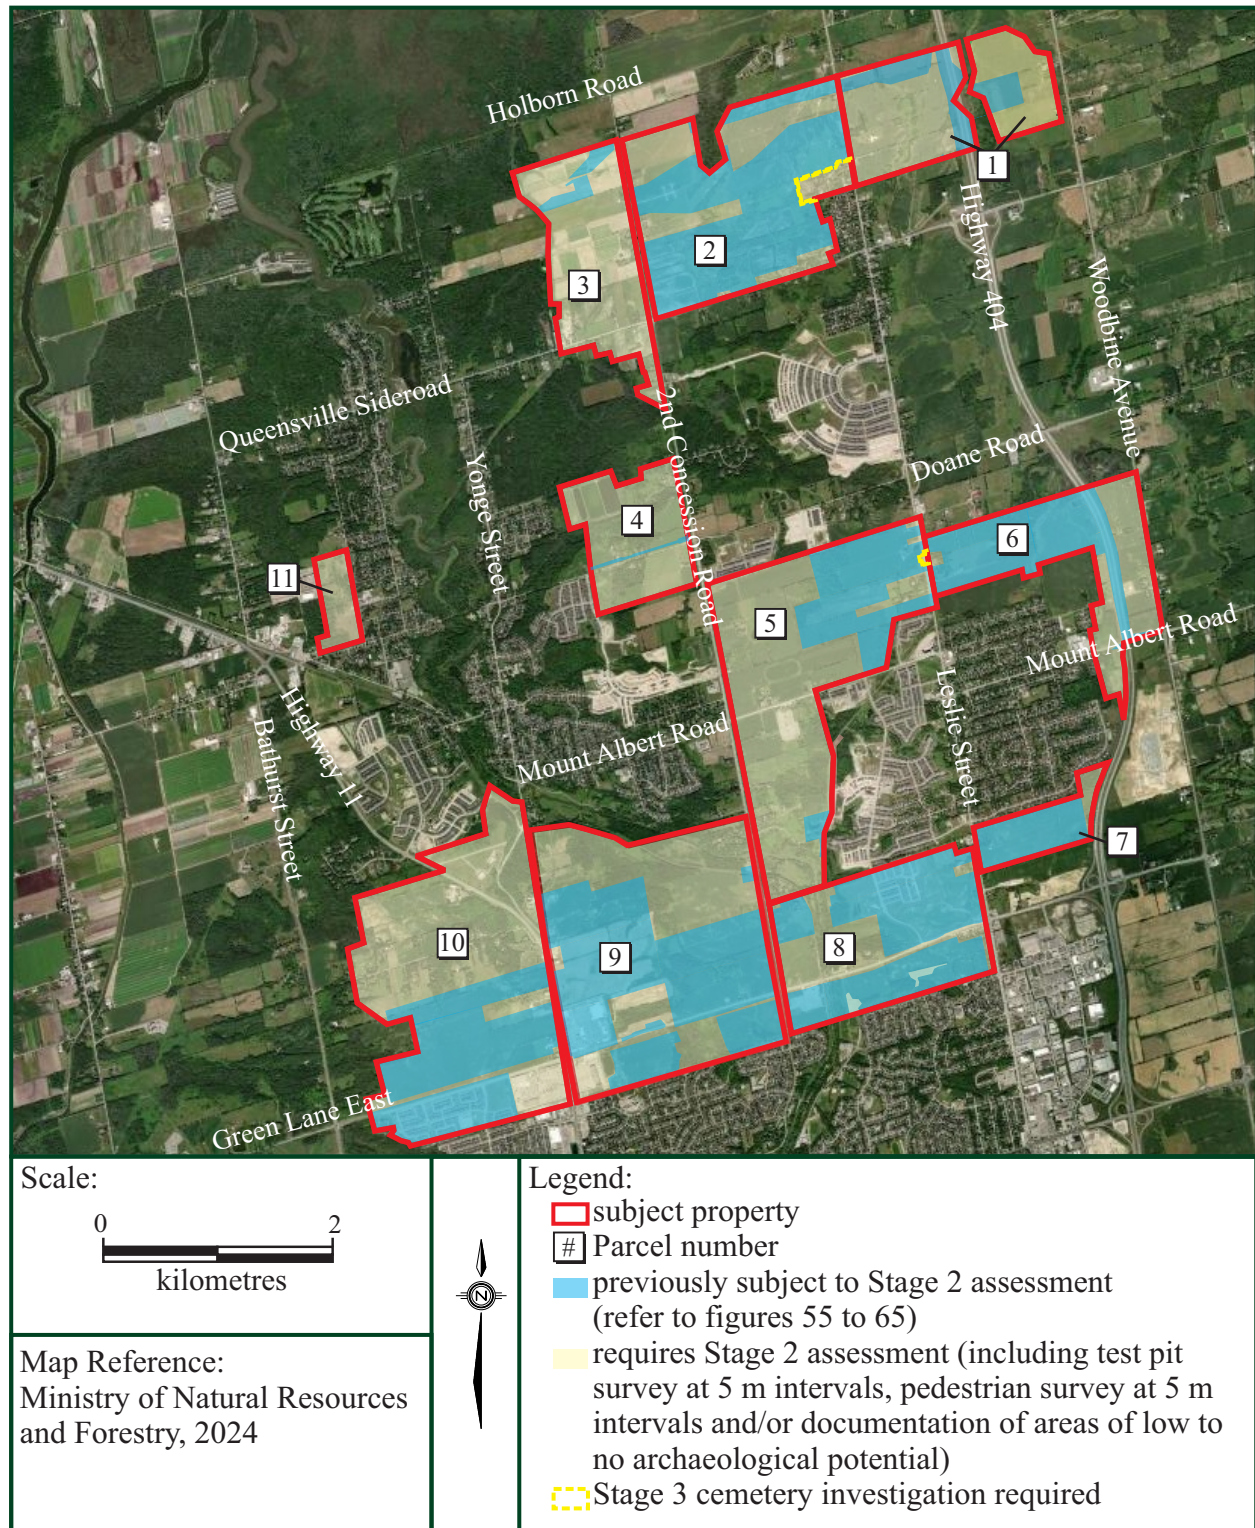 Holborn Road
1
Highway 404
2
3
Woodbine Avenue
Queensville Sideroad
2nd Concession Road
Yonge Street
Doane Road
4
6
11
5
Mount Albert Road
Leslie Street
Highway 11
Bathurst Street
Mount Albert Road
7
10
9
8
Green Lane East
Scale:
0 2
kilometres
Map Reference:
Ministry of Natural Resources
and Forestry, 2024
N
Legend:
subject property
# Parcel number
previously subject to Stage 2 assessment
(refer to figures 55 to 65)
requires Stage 2 assessment (including test pit
survey at 5 m intervals, pedestrian survey at 5 m
intervals and/or documentation of areas of low to
no archaeological potential)
Stage 3 cemetery investigation required